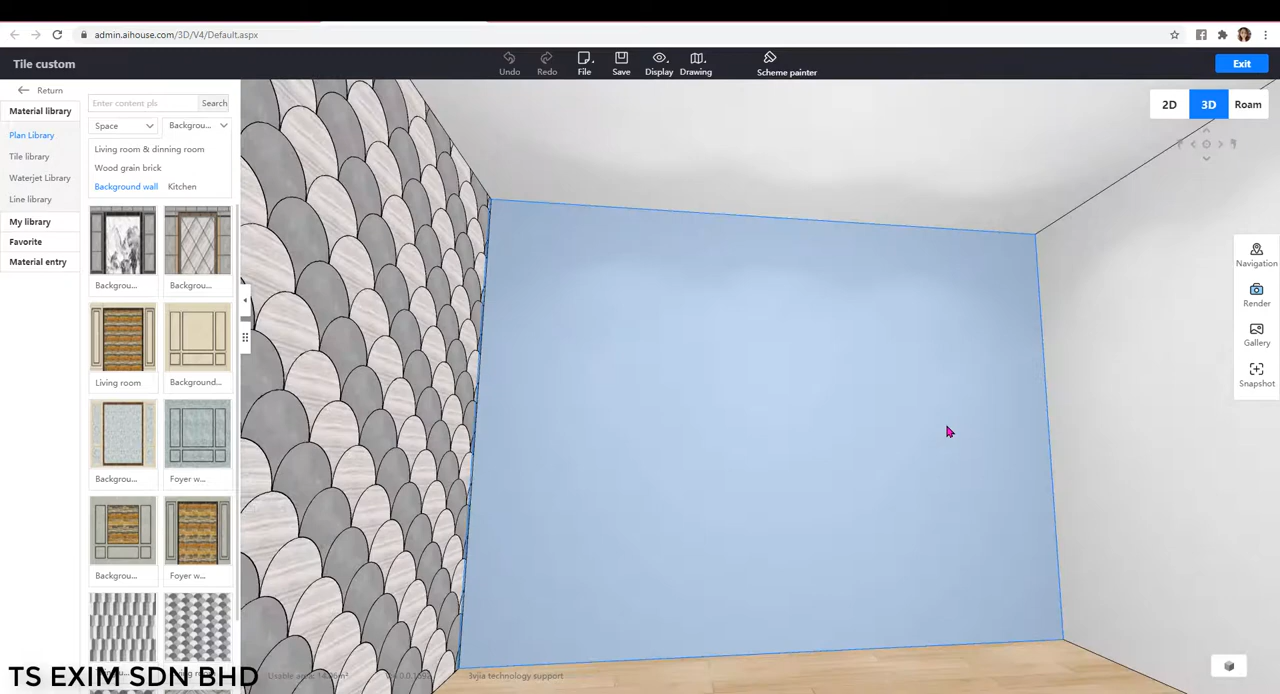 admin.aihouse.com/3D/V4/Default.aspx
Tile custom
Undo
Redo
File
Save
Display
Drawing
Scheme painter
Exit
Return
Material library
Plan Library
Tile library
Waterjet Library
Line library
My library
Favorite
Material entry
Enter content pls
Search
Space
Backgrou...
Living room & dinning room
Wood grain brick
Background wall
Kitchen
Backgrou...
Backgrou...
Living room
Background...
Backgrou...
Foyer w...
Backgrou...
Foyer w...
2D
3D
Roam
Navigation
Render
Gallery
Snapshot
TS EXIM SDN BHD
3vjia technology support